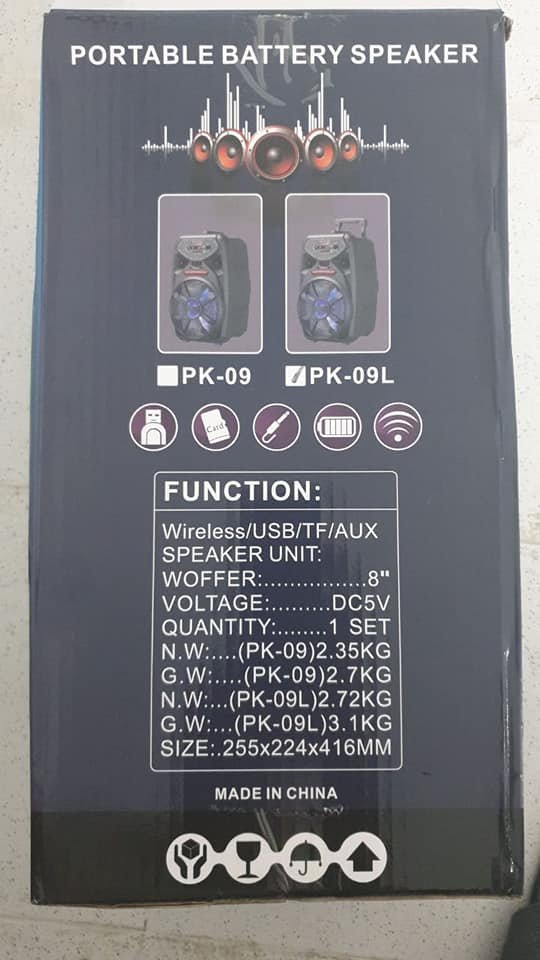 PORTABLE BATTERY SPEAKER
PK-09 PK-09L
Card
FUNCTION:
Wireless/USB/TF/AUX
SPEAKER UNIT:
WOFFER:.................8"
VOLTAGE:.........DC5V
QUANTITY:........1 SET
N.W:....(PK-09)2.35KG
G.W:....(PK-09)2.7KG
N.W:...(PK-09L)2.72KG
G.W:...(PK-09L)3.1KG
SIZE:.255x224x416MM
MADE IN CHINA